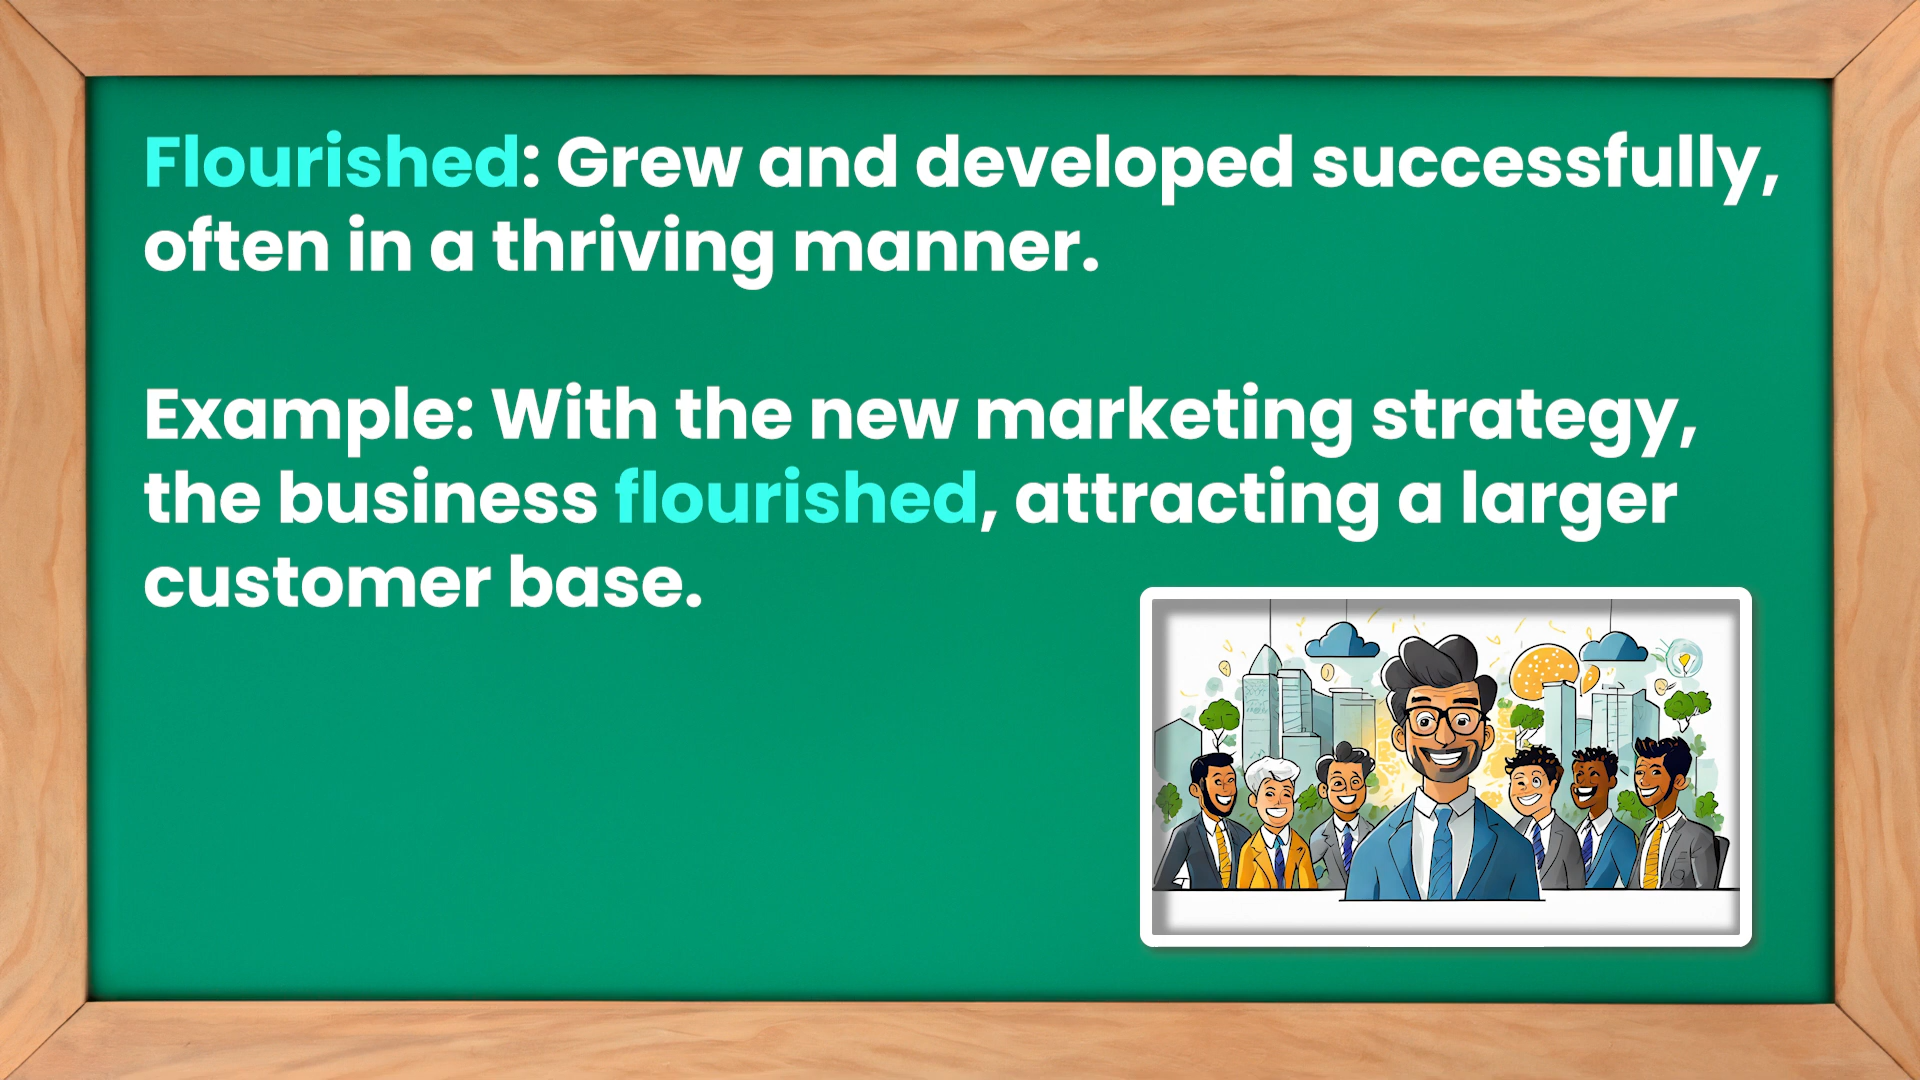 Flourished: Grew and developed successfully,
often in a thriving manner.
Example: With the new marketing strategy,
the business flourished, attracting a larger
customer base.